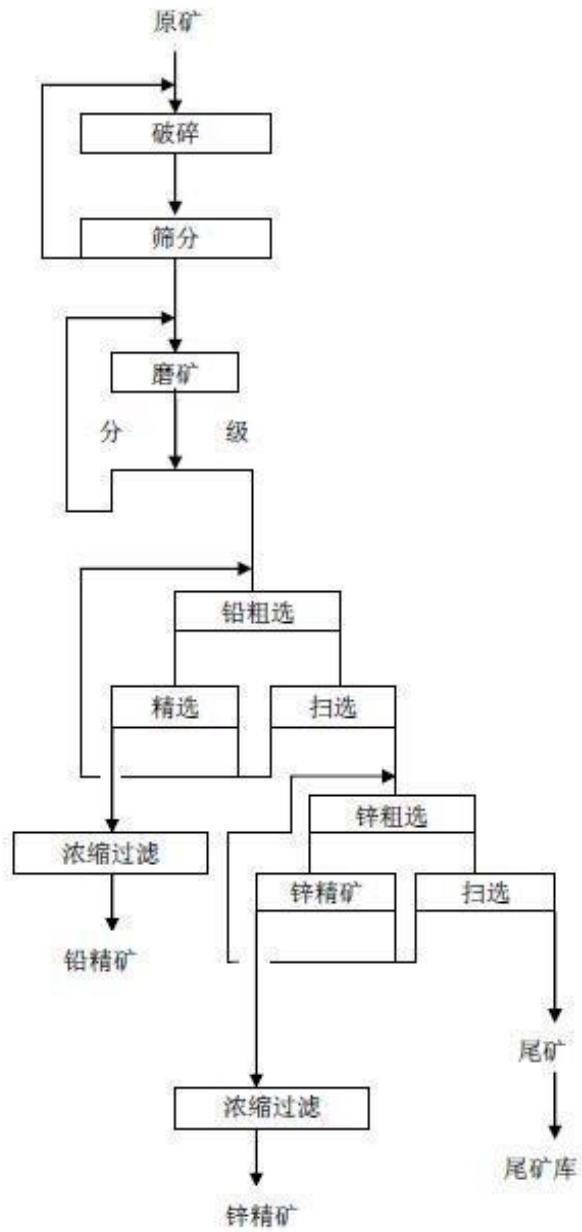 原矿
破碎
筛分
磨矿
分 级
铅粗选
精选 扫选
锌粗选
浓缩过滤
锌精矿 扫选
铅精矿
尾矿
浓缩过滤
尾矿库
锌精矿